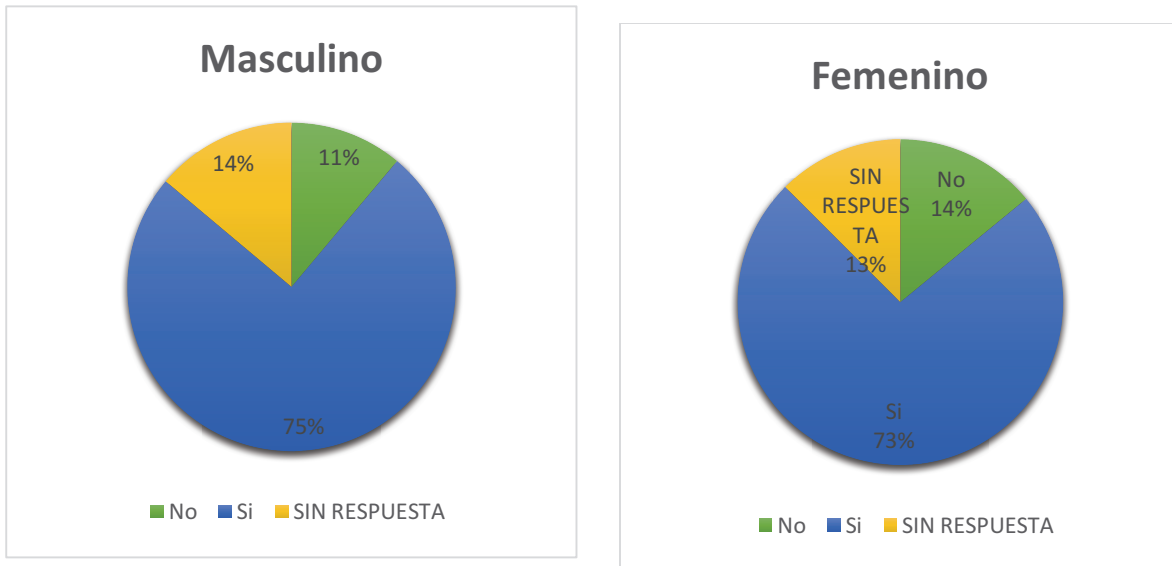 Masculino
14%
11%
75%
No Si SIN RESPUESTA
Femenino
SIN
RESPUES
TA
13%
No
14%
Si
73%
No Si SIN RESPUESTA